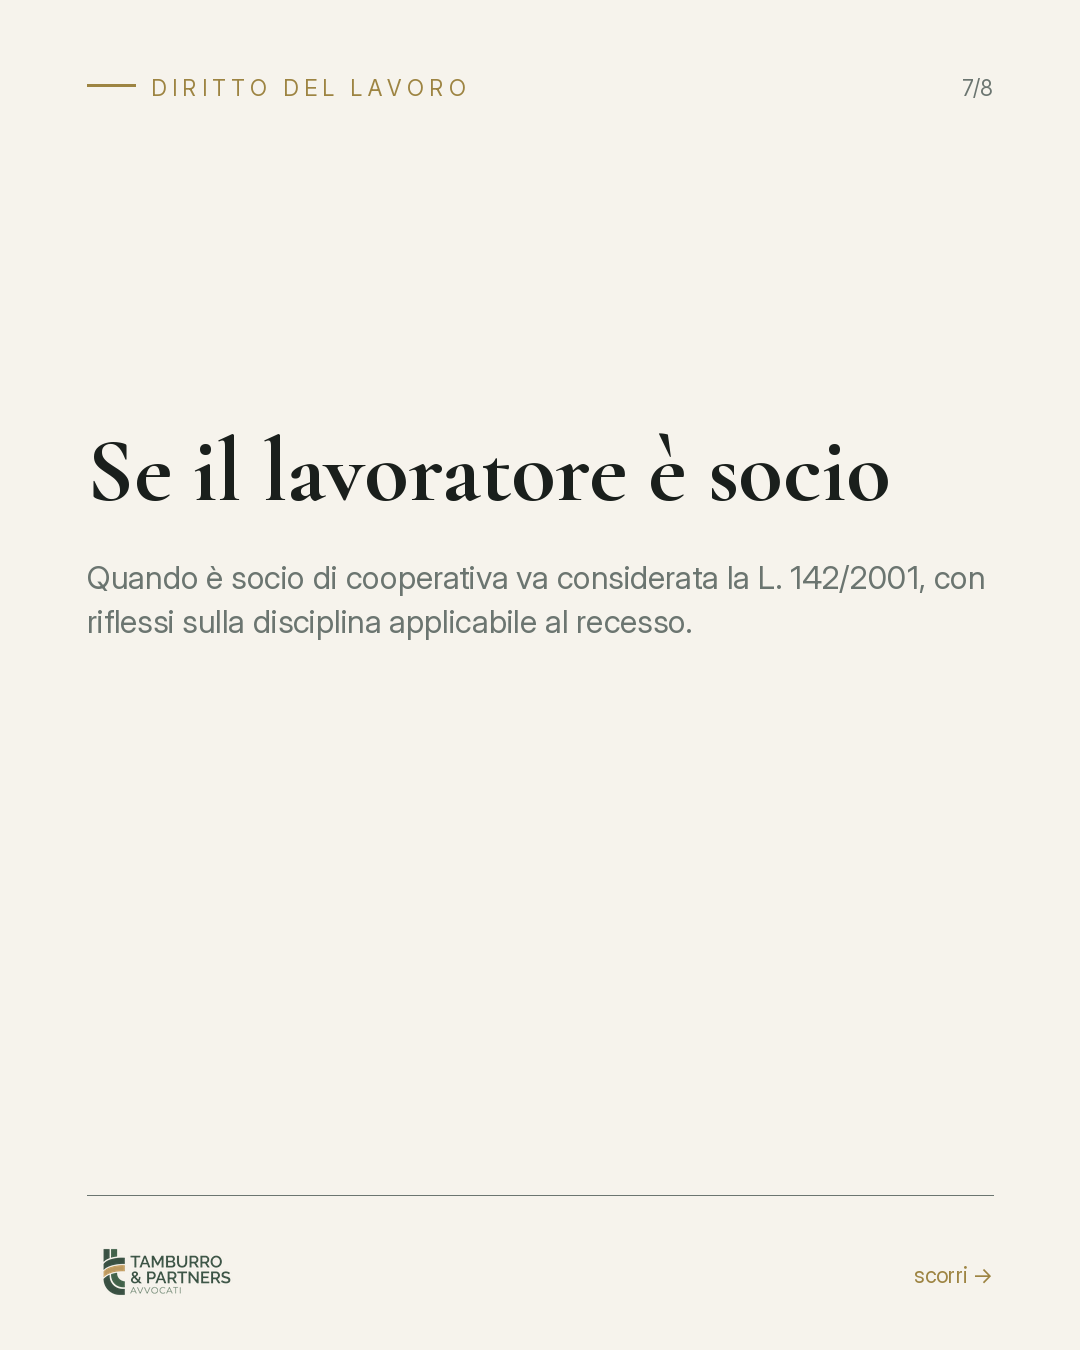 DIRITTO DEL LAVORO
7/8
Se il lavoratore è socio
Quando è socio di cooperativa va considerata la L. 142/2001, con
riflessi sulla disciplina applicabile al recesso.
TAMBURRO
& PARTNERS
AVVOCATI
scorri →